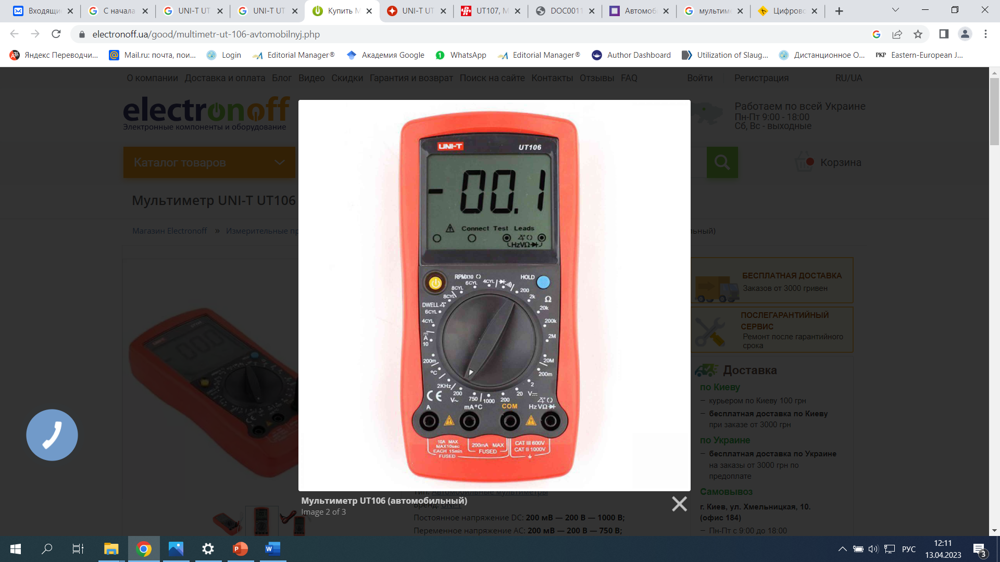 Входящие
С начала
UNI-T UT
UNI-T UT
Купить М
UNI-T UT
UT107, М
DOC0011
Автомоб
мультиме
Цифрово
electronoff.ua/good/multimetr-ut-106-avtomobilnyj.php
Яндекс Переводчи...
Mail.ru: почта, пои...
Login
Editorial Manager®
Академия Google
WhatsApp
Editorial Manager®
Author Dashboard
Utilization of Slaug...
Дистанционное О...
PKP Eastern-European J...
О компании Доставка и оплата Блог Видео Скидки Гарантия и возврат Поиск на сайте Контакты Отзывы FAQ
Войти
Регистрация
RU/UA
electronoff
Электронные компоненты и оборудование
Работаем по всей Украине
Пн-Пт 9:00 - 18:00
Сб, Вс - выходные
Каталог товаров
Корзина
Мультиметр UNI-T UT106
Магазин Electronoff » Измерительные пр
ьный)
UNI-T
UT106
- 00.1
Connect Test Leads
HzVΩ
RPMX10
HOLD
6CYL
4CYL
8CYL
200
8CYL
2k
Ω
DWELL
6CYL
20k
4CYL
200k
A
10
2M
200m
20M
°C
200m
2KHz
2
200
V~
750
1000
200
20
V
CE
A
mA°C
COM
Hz VΩ
10A MAX
MAX10sec
EACH 15min
FUSED
200mA MAX
FUSED
CAT III 600V
CAT II 1000V
БЕСПЛАТНАЯ ДОСТАВКА
Заказов от 3000 гривен
ПОСЛЕГАРАНТИЙНЫЙ
СЕРВИС
Ремонт после гарантийного
срока
Доставка
по Киеву
– курьером по Киеву 100 грн
– бесплатная доставка по Киеву
при заказе от 3000 грн
по Украине
– бесплатная доставка по Украине
на заказы от 3000 грн по
предоплате
Самовывоз
г. Киев, ул. Хмельницкая, 10.
(офис 184)
– Пн-Пт с 9:00 до 18:00
Мультиметр UT106 (автомобильный)
Image 2 of 3
Тип: Автомобильные мультиметры
Бренд: UNI-T
Постоянное напряжение DC: 200 мВ — 200 В — 1000 В;
Переменное напряжение AC: 200 мВ — 200 В — 750 В;
РУС
12:11
13.04.2023
3